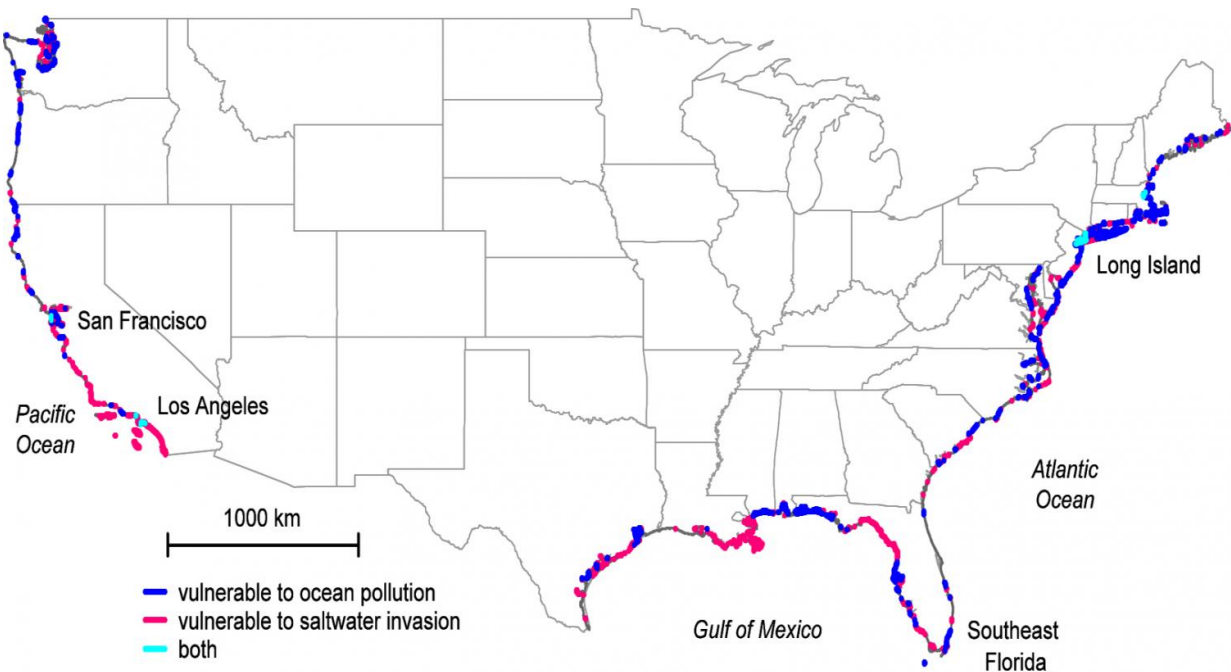 Long Island
San Francisco
Los Angeles
Pacific
Ocean
Atlantic
Ocean
1000 km
vulnerable to ocean pollution
vulnerable to saltwater invasion
both
Gulf of Mexico
Southeast
Florida